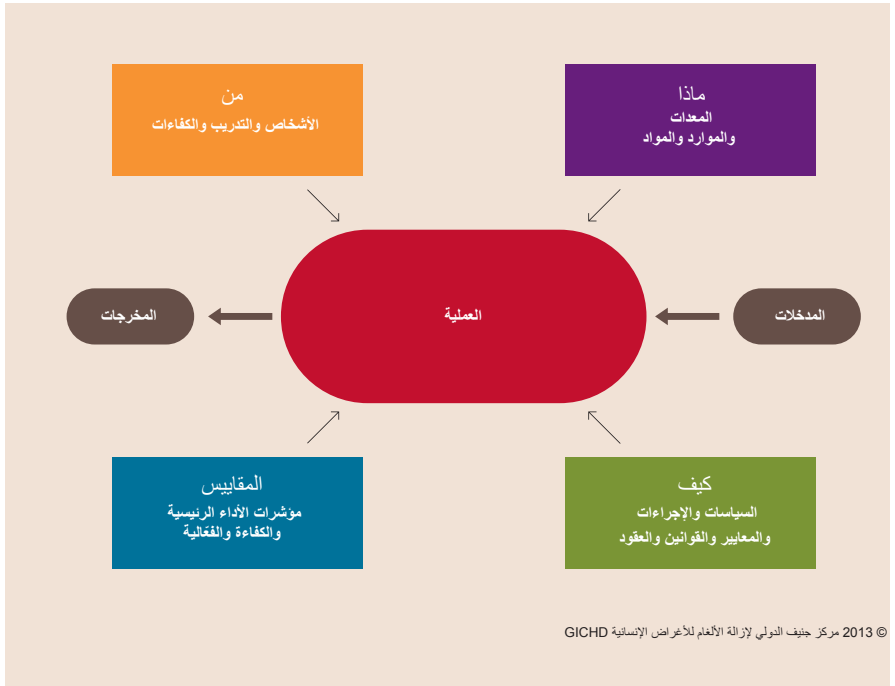 ماذا
المعدات
والموارد والمواد
من
الأشخاص والتدريب والكفاءات
المدخلات
العملية
المخرجات
كيف
السياسات والإجراءات
والمعايير والقوانين والعقود
المقاييس
مؤشرات الأداء الرئيسية
والكفاءة والفعّالية
© 2013 مركز جنيف الدولي لإزالة الألغام للأغراض الإنسانية GICHD